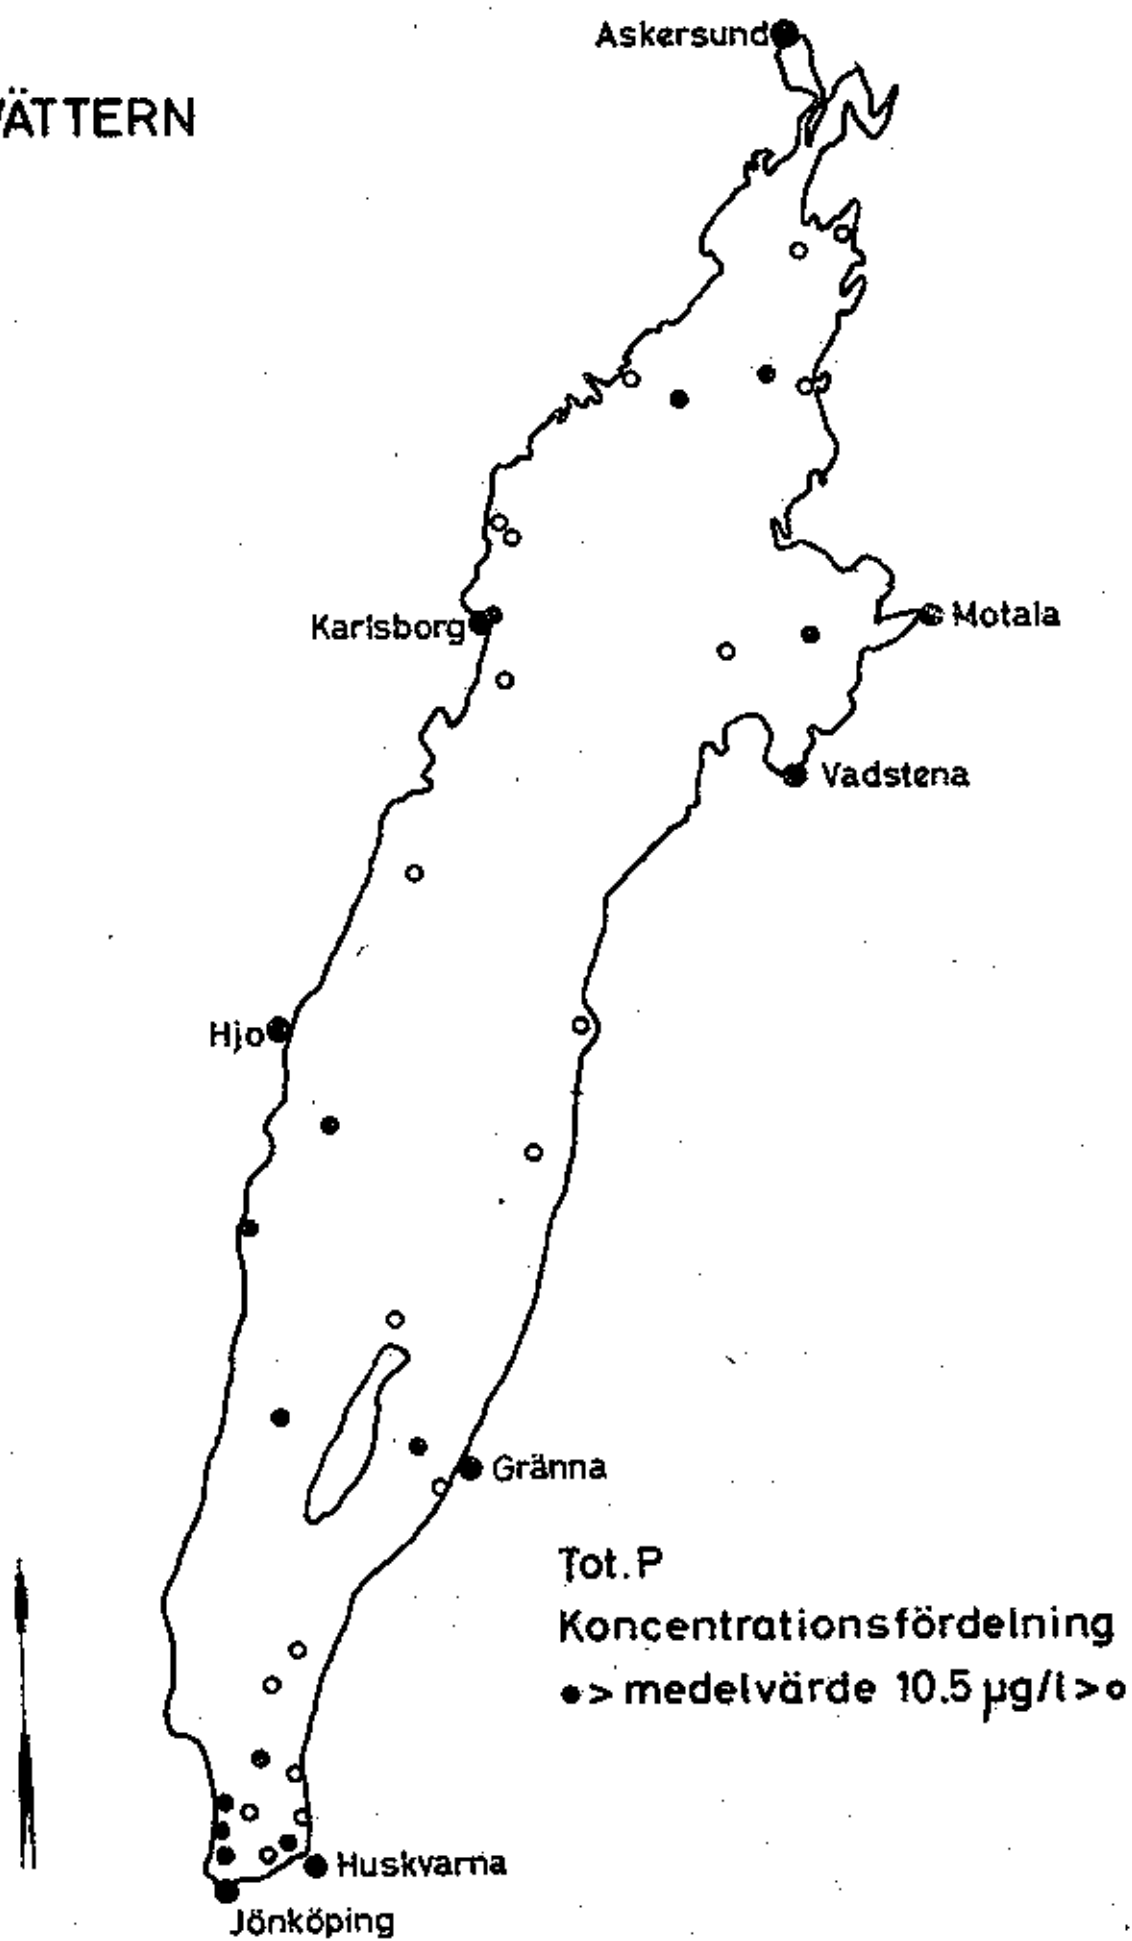 Askersund
VÄTTERN
Karlsborg
Motala
Vadstena
Hjo
Gränna
Tot.P
Koncentrationsfördelning
● > medelvärde 10.5 µg/l > o
Huskvarna
Jönköping